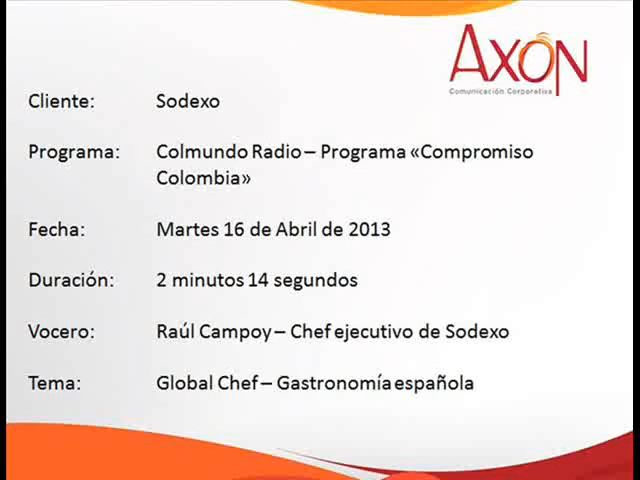 AXÓN
Comunicación Corporativa
Cliente: Sodexo
Programa: Colmundo Radio – Programa «Compromiso
Colombia»
Fecha: Martes 16 de Abril de 2013
Duración: 2 minutos 14 segundos
Vocero: Raúl Campoy – Chef ejecutivo de Sodexo
Tema: Global Chef – Gastronomía española